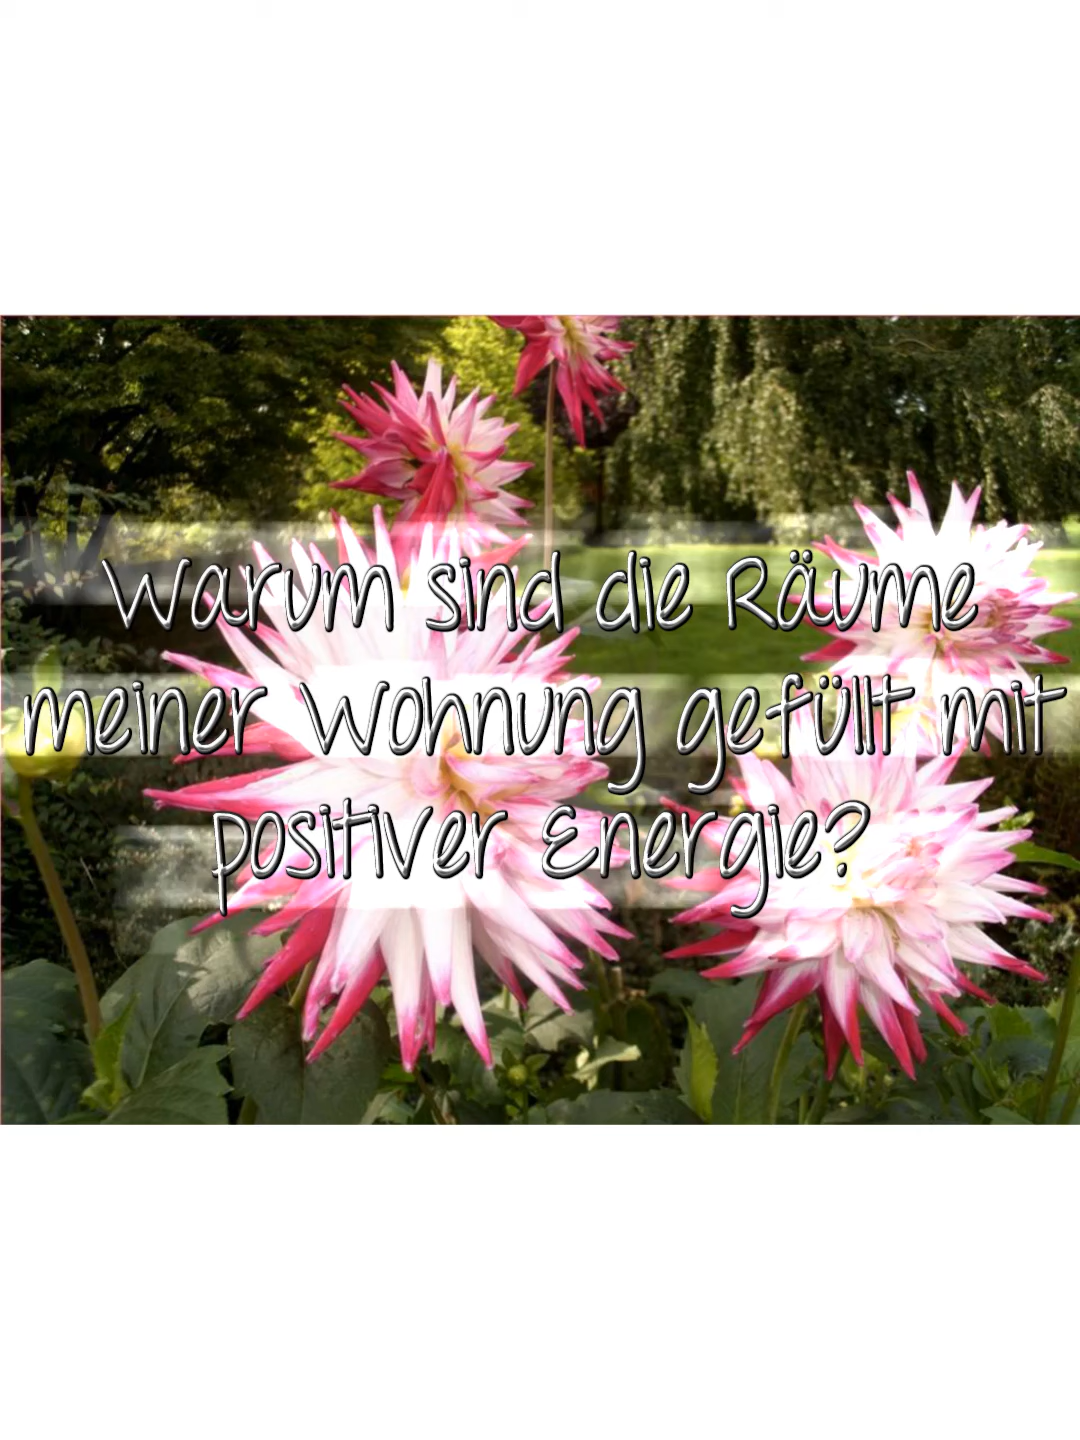 Warum sind die Räume
meiner Wohnung gefüllt mit
positiver Energie?